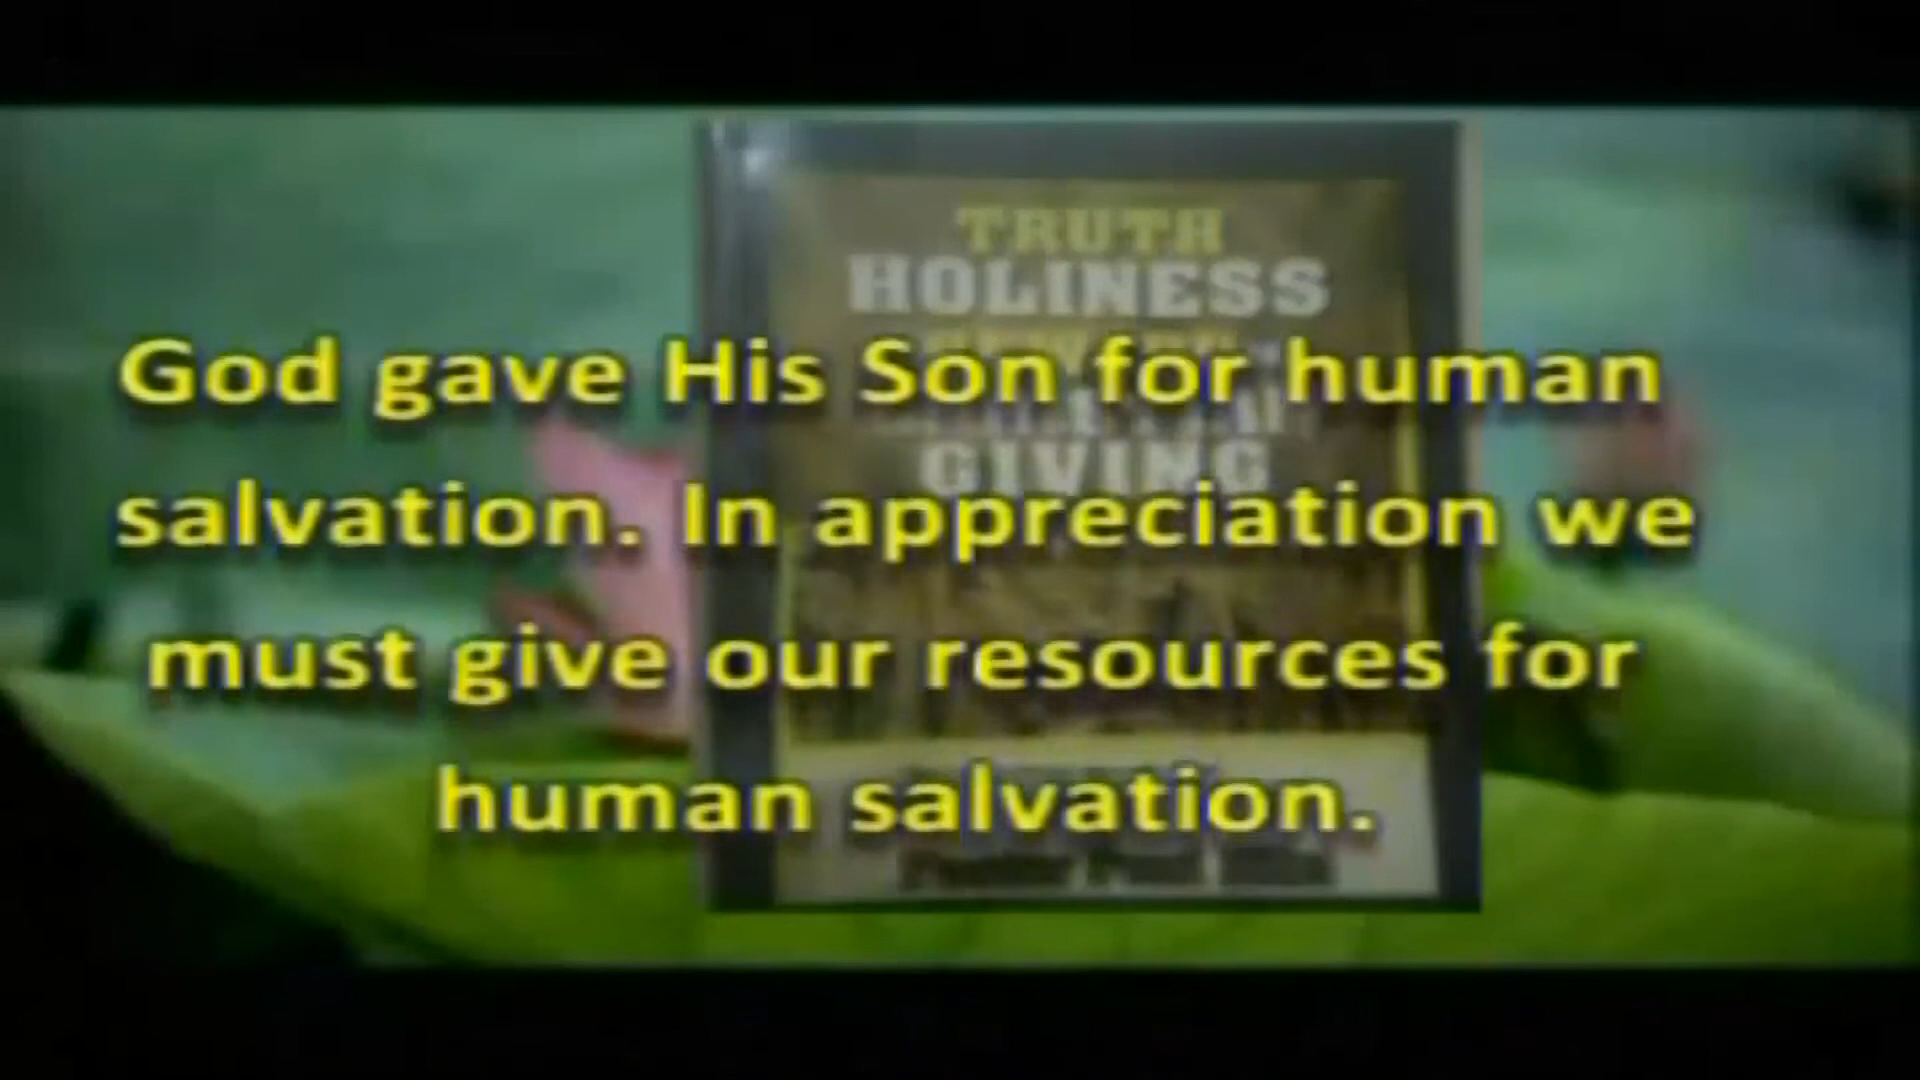 TRUTH
HOLINESS
God gave His Son for human
GIVING
salvation. In appreciation we
must give our resources for
human salvation.